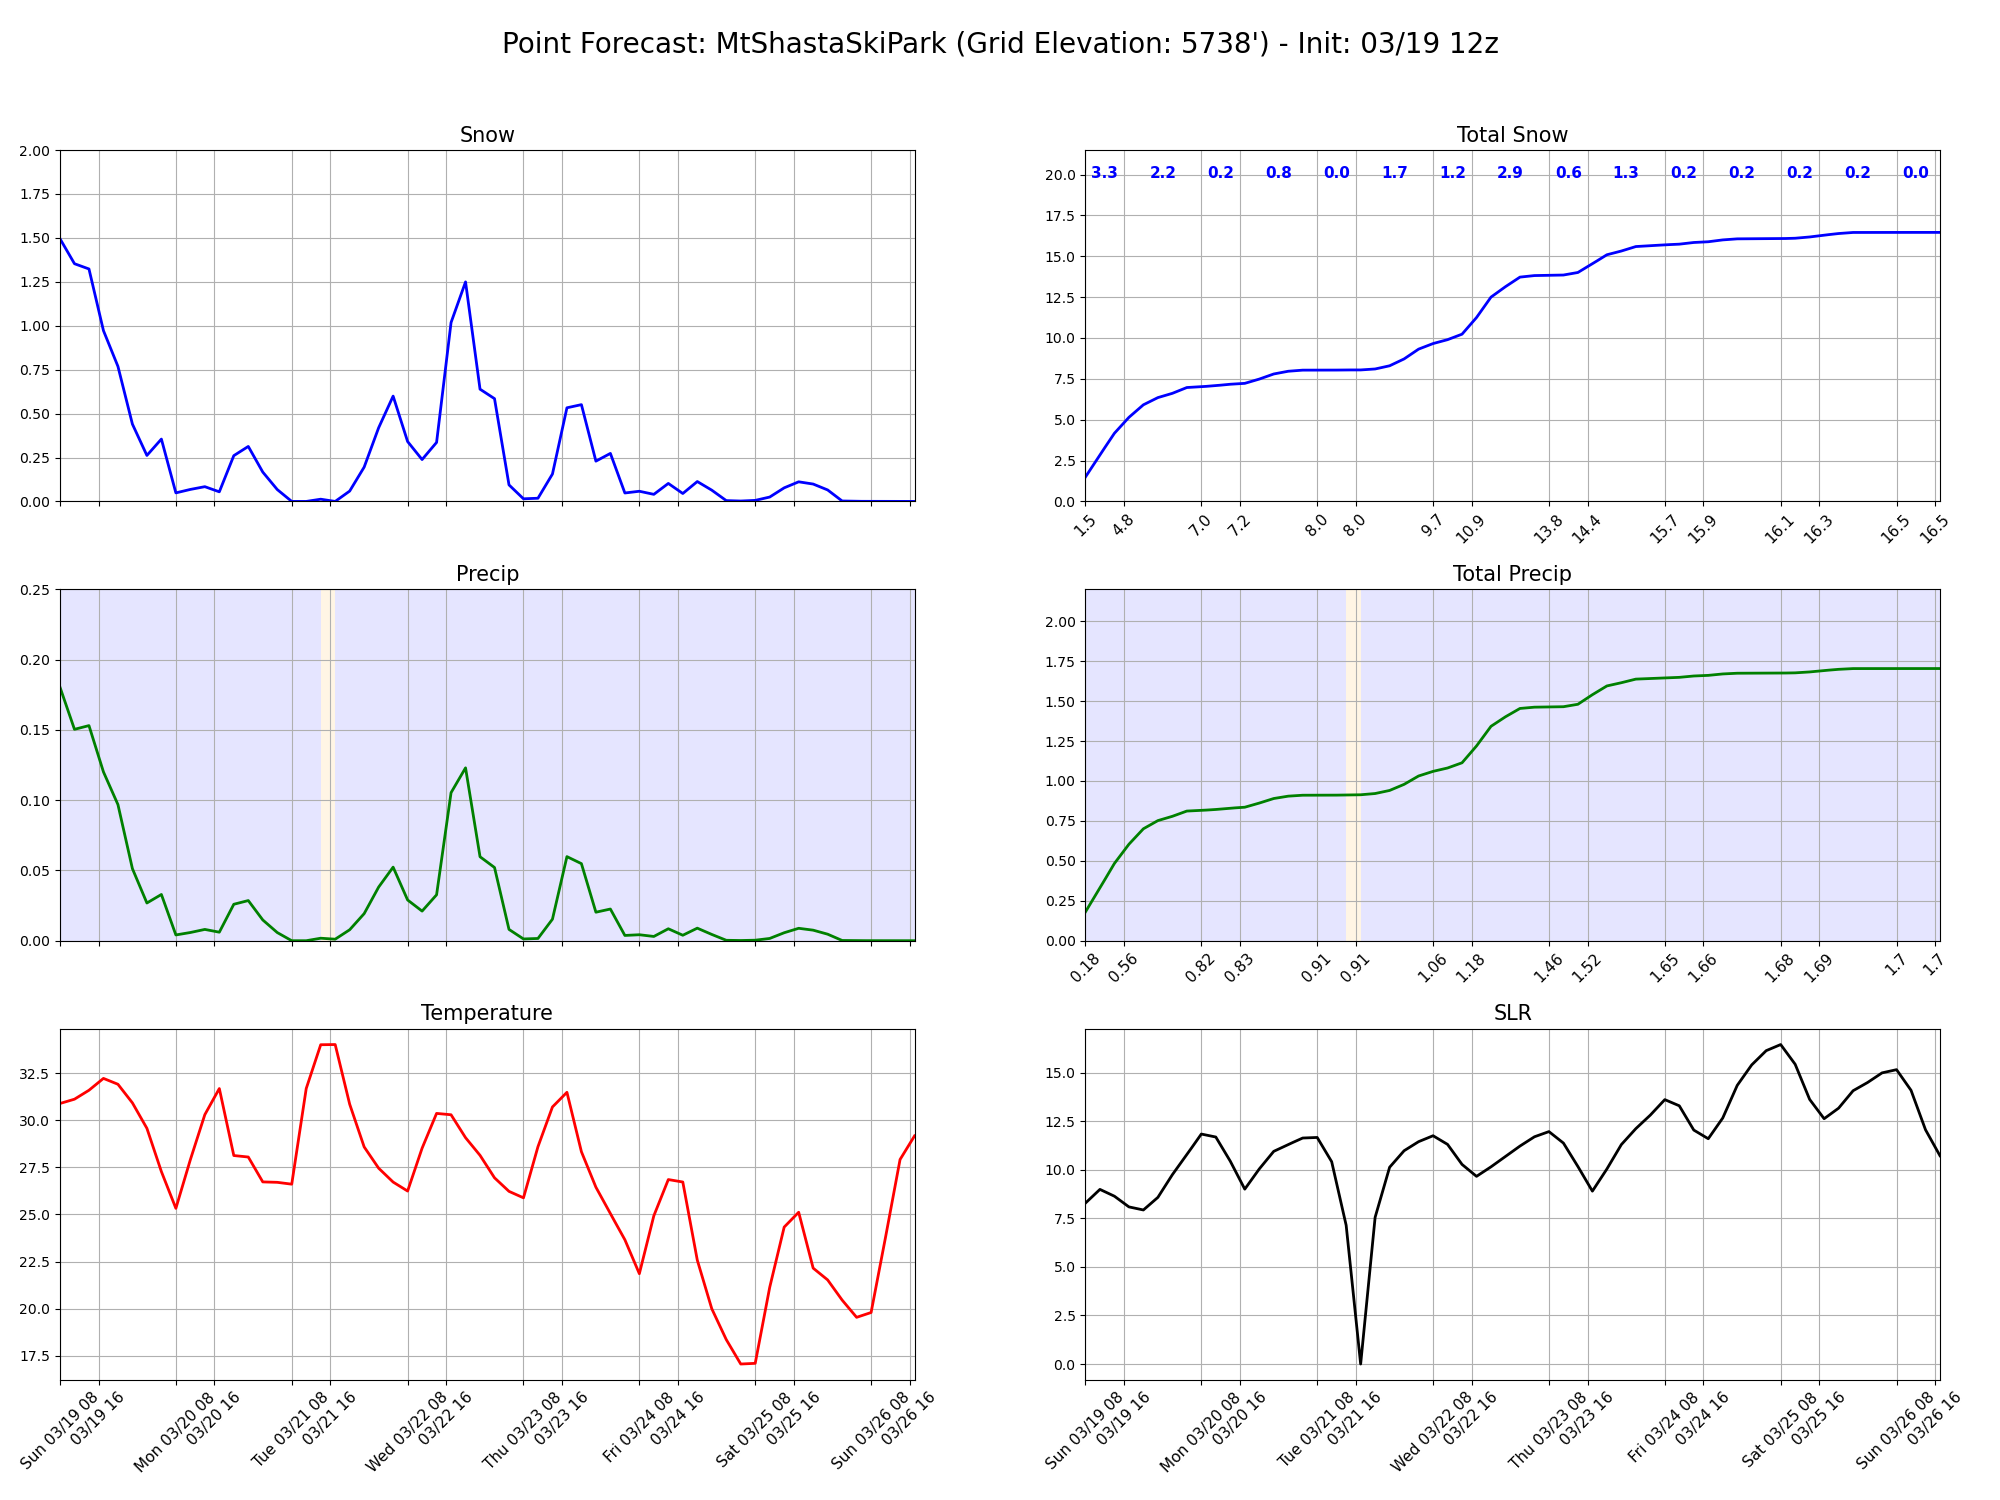 Point Forecast: MtShastaSkiPark (Grid Elevation: 5738') - Init: 03/19 12z
Snow
2.00
1.75
1.50
1.25
1.00
0.75
0.50
0.25
0.00
Total Snow
3.3 2.2 0.2 0.8 0.0 1.7 1.2 2.9 0.6 1.3 0.2 0.2 0.2 0.2 0.0
20.0
17.5
15.0
12.5
10.0
7.5
5.0
2.5
0.0
1.5 4.8 7.0 7.2 8.0 8.0 9.7 10.9 13.8 14.4 15.7 15.9 16.1 16.3 16.5 16.5
Precip
0.25
0.20
0.15
0.10
0.05
0.00
Total Precip
2.00
1.75
1.50
1.25
1.00
0.75
0.50
0.25
0.00
0.18 0.56 0.82 0.83 0.91 0.91 1.06 1.18 1.46 1.52 1.65 1.66 1.68 1.69 1.7 1.7
Temperature
32.5
30.0
27.5
25.0
22.5
20.0
17.5
Sun 03/19 08
03/19 16
Mon 03/20 08
03/20 16
Tue 03/21 08
03/21 16
Wed 03/22 08
03/22 16
Thu 03/23 08
03/23 16
Fri 03/24 08
03/24 16
Sat 03/25 08
03/25 16
Sun 03/26 08
03/26 16
SLR
15.0
12.5
10.0
7.5
5.0
2.5
0.0
Sun 03/19 08
03/19 16
Mon 03/20 08
03/20 16
Tue 03/21 08
03/21 16
Wed 03/22 08
03/22 16
Thu 03/23 08
03/23 16
Fri 03/24 08
03/24 16
Sat 03/25 08
03/25 16
Sun 03/26 08
03/26 16